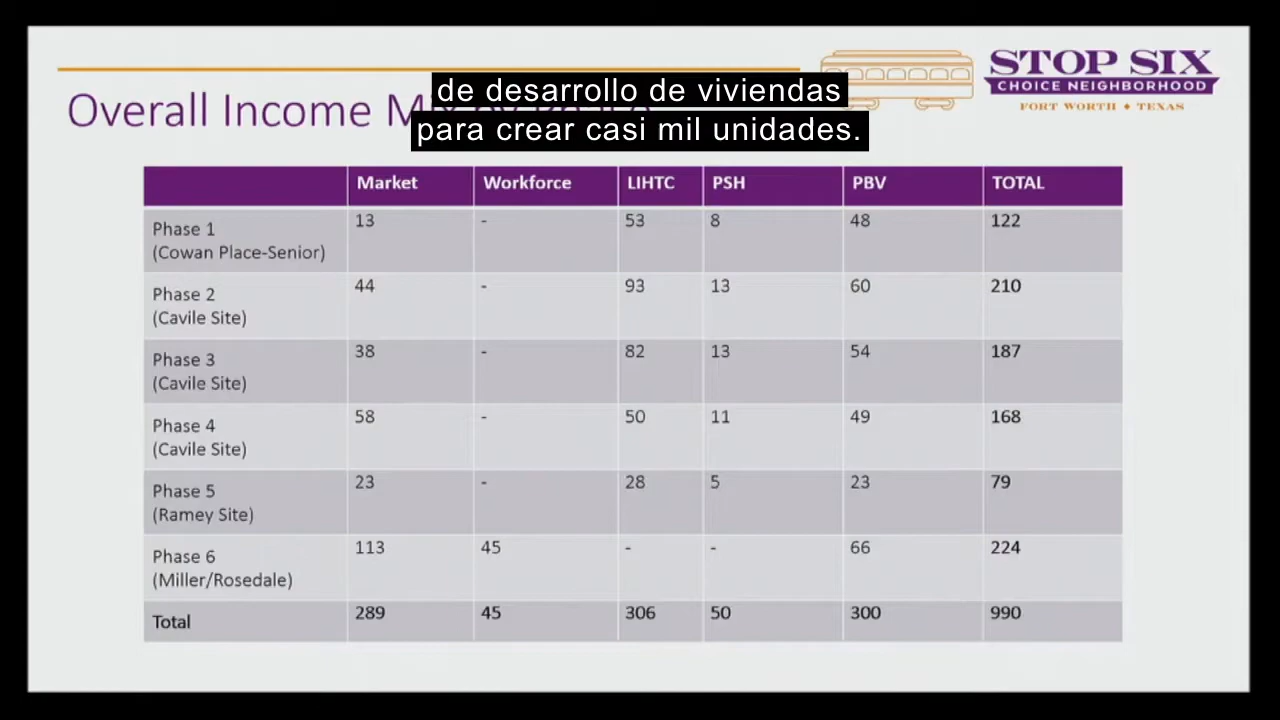 STOP SIX
CHOICE NEIGHBORHOOD
FORT WORTH ♦ TEXAS
Overall Income
de desarrollo de viviendas
para crear casi mil unidades.
Market Workforce LIHTC PSH PBV TOTAL
Phase 1 13 - 53 8 48 122
(Cowan Place-Senior)
Phase 2 44 - 93 13 60 210
(Cavile Site)
Phase 3 38 - 82 13 54 187
(Cavile Site)
Phase 4 58 - 50 11 49 168
(Cavile Site)
Phase 5 23 - 28 5 23 79
(Ramey Site)
Phase 6 113 45 - - 66 224
(Miller/Rosedale)
Total 289 45 306 50 300 990